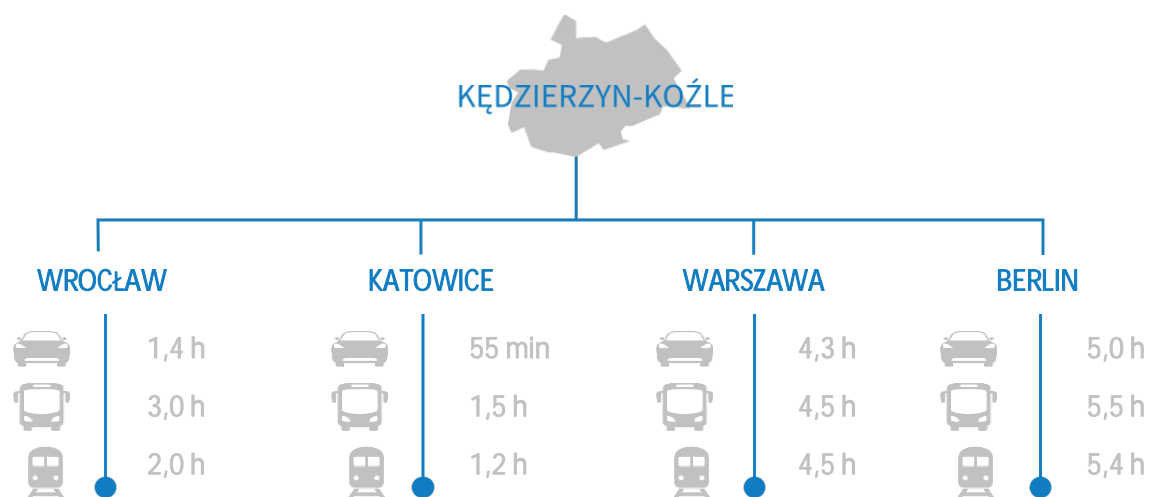 KĘDZIERZYN-KOŹLE
WROCŁAW
KATOWICE
WARSZAWA
BERLIN
1,4 h
55 min
4,3 h
5,0 h
3,0 h
1,5 h
4,5 h
5,5 h
2,0 h
1,2 h
4,5 h
5,4 h